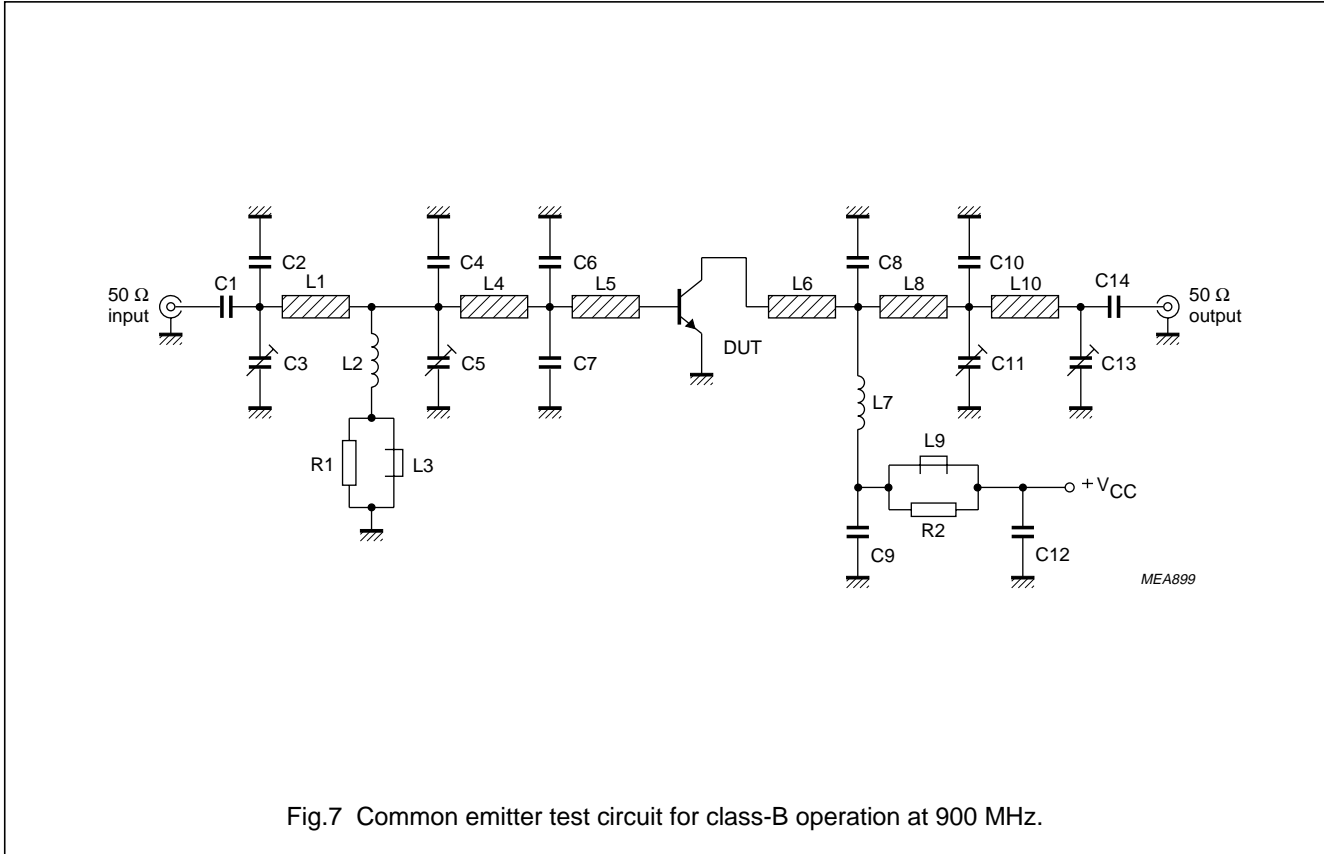 C2
C4
C6
C8
C10
C1
L1
L4
L5
L6
L8
L10
C14
50 Ω
input
50 Ω
output
C3
L2
C5
C7
DUT
C11
C13
L7
R1
L3
L9
+VCC
R2
C9
C12
MEA899
Fig.7 Common emitter test circuit for class-B operation at 900 MHz.